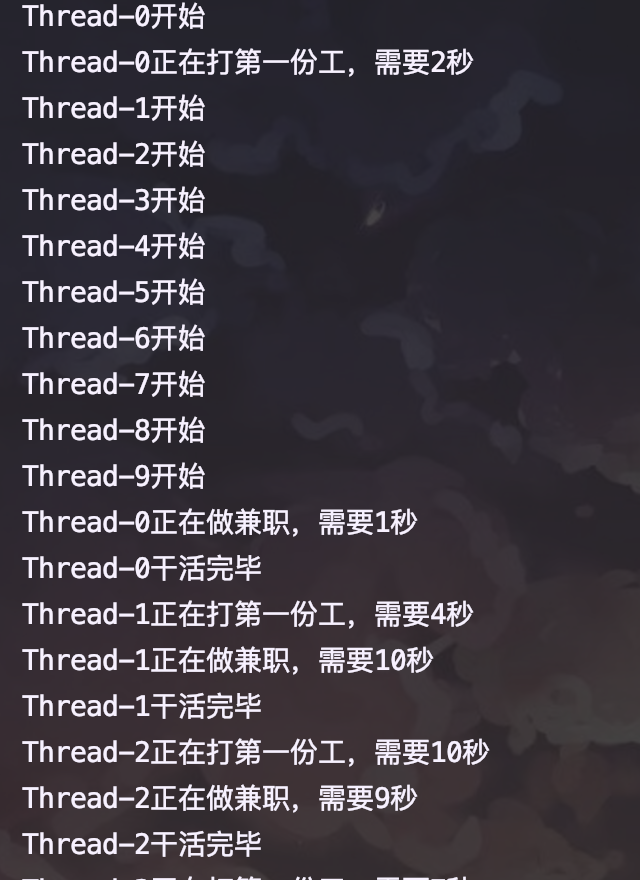 Thread-0开始
Thread-0正在打第一份工，需要2秒
Thread-1开始
Thread-2开始
Thread-3开始
Thread-4开始
Thread-5开始
Thread-6开始
Thread-7开始
Thread-8开始
Thread-9开始
Thread-0正在做兼职，需要1秒
Thread-0干活完毕
Thread-1正在打第一份工，需要4秒
Thread-1正在做兼职，需要10秒
Thread-1干活完毕
Thread-2正在打第一份工，需要10秒
Thread-2正在做兼职，需要9秒
Thread-2干活完毕